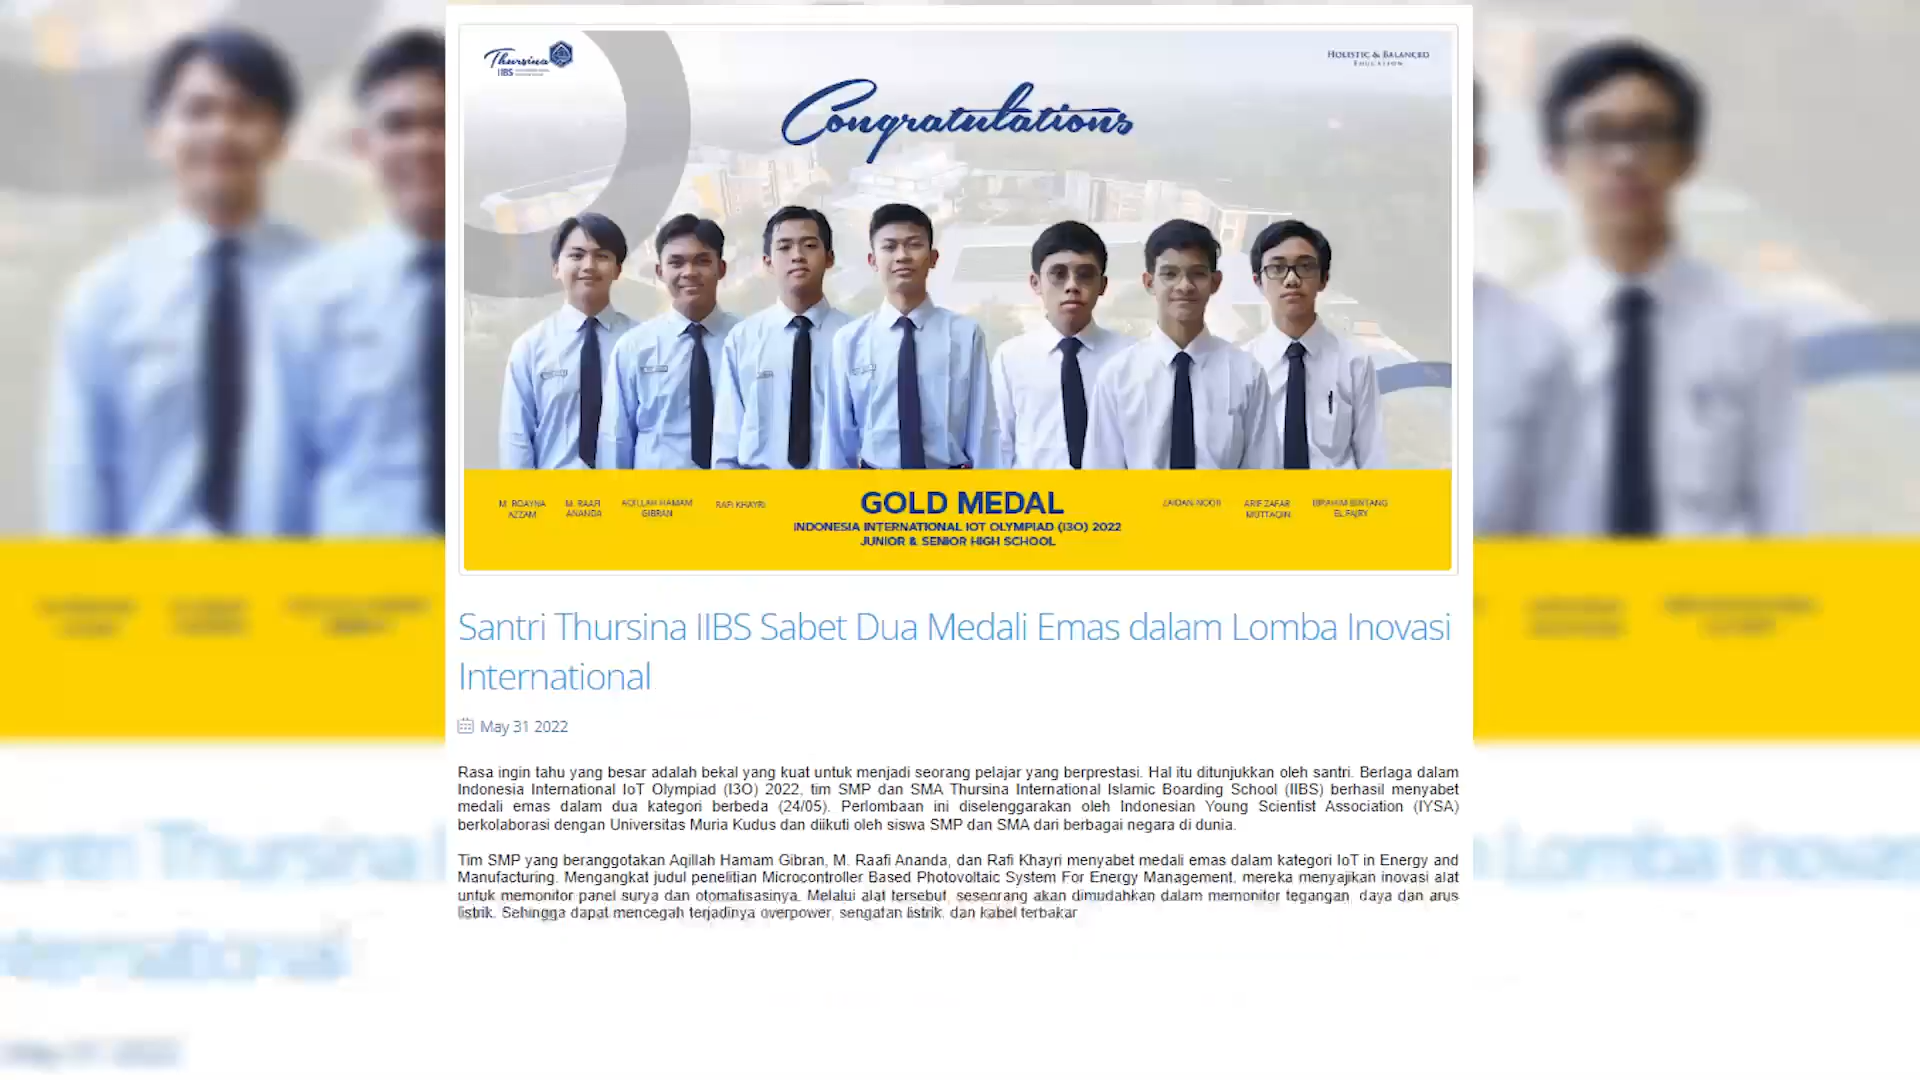 Thursina
IIBS
HOLISTIC & BALANCED
EDUCATION
Congratulations
M. ROAYNA
AZZAM
M. RAAFI
ANANDA
AQILLAH HAMAM
GIBRAN
RAFI KHAYRI
GOLD MEDAL
INDONESIA INTERNATIONAL IOT OLYMPIAD (I3O) 2022
JUNIOR & SENIOR HIGH SCHOOL
ZAIDAN NOOR
ARIF ZAFAR
MUTTAQIN
IBRAHIM BINTANG
EL FAJRY
Santri Thursina IIBS Sabet Dua Medali Emas dalam Lomba Inovasi
International
May 31 2022
Rasa ingin tahu yang besar adalah bekal yang kuat untuk menjadi seorang pelajar yang berprestasi. Hal itu ditunjukkan oleh santri. Berlaga dalam
Indonesia International IoT Olympiad (I3O) 2022, tim SMP dan SMA Thursina International Islamic Boarding School (IIBS) berhasil menyabet
medali emas dalam dua kategori berbeda (24/05). Perlombaan ini diselenggarakan oleh Indonesian Young Scientist Association (IYSA)
berkolaborasi dengan Universitas Muria Kudus dan diikuti oleh siswa SMP dan SMA dari berbagai negara di dunia.
Tim SMP yang beranggotakan Aqillah Hamam Gibran, M. Raafi Ananda, dan Rafi Khayri menyabet medali emas dalam kategori IoT in Energy and
Manufacturing. Mengangkat judul penelitian Microcontroller Based Photovoltaic System For Energy Management, mereka menyajikan inovasi alat
untuk memonitor panel surya dan otomatisasinya. Melalui alat tersebut, seseorang akan dimudahkan dalam memonitor tegangan, daya dan arus
listrik. Sehingga dapat mencegah terjadinya overpower, sengatan listrik, dan kabel terbakar